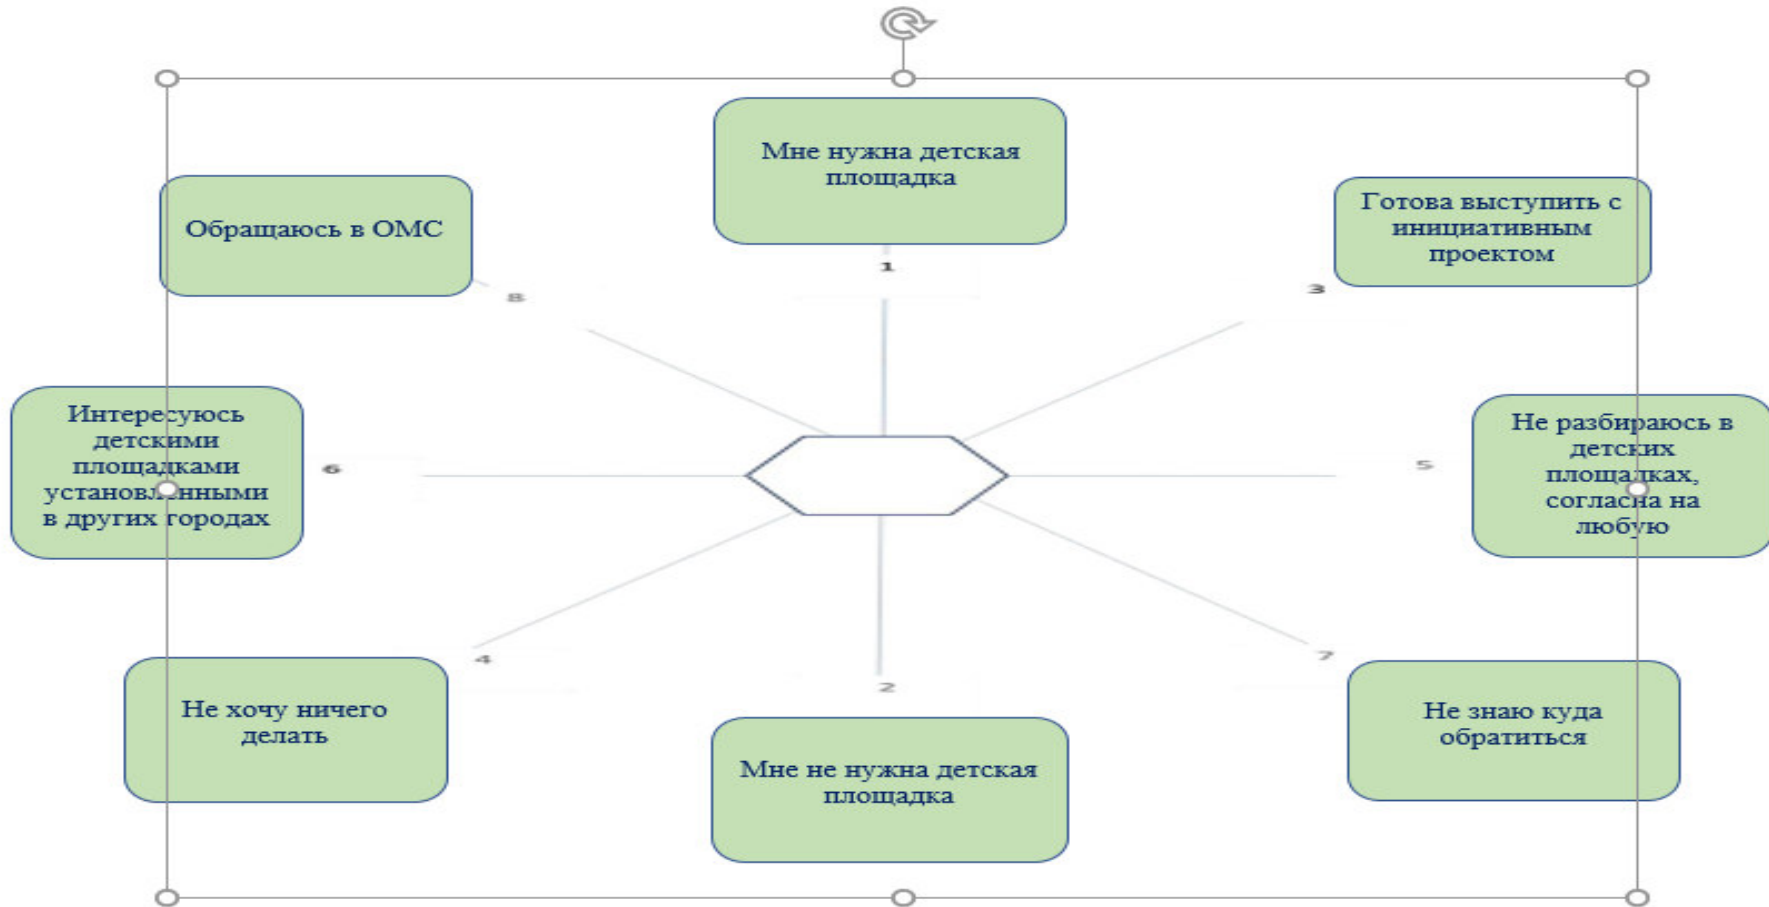 Мне нужна детская
площадка
Обращаюсь в ОМС
Готова выступить с
инициативным
проектом
1
8
3
Интересуюсь
детскими
площадками
установленными
в других городах
6
5
Не разбираюсь в
детских
площадках,
согласна на
любую
4
2
7
Не хочу ничего
делать
Мне не нужна детская
площадка
Не знаю куда
обратиться